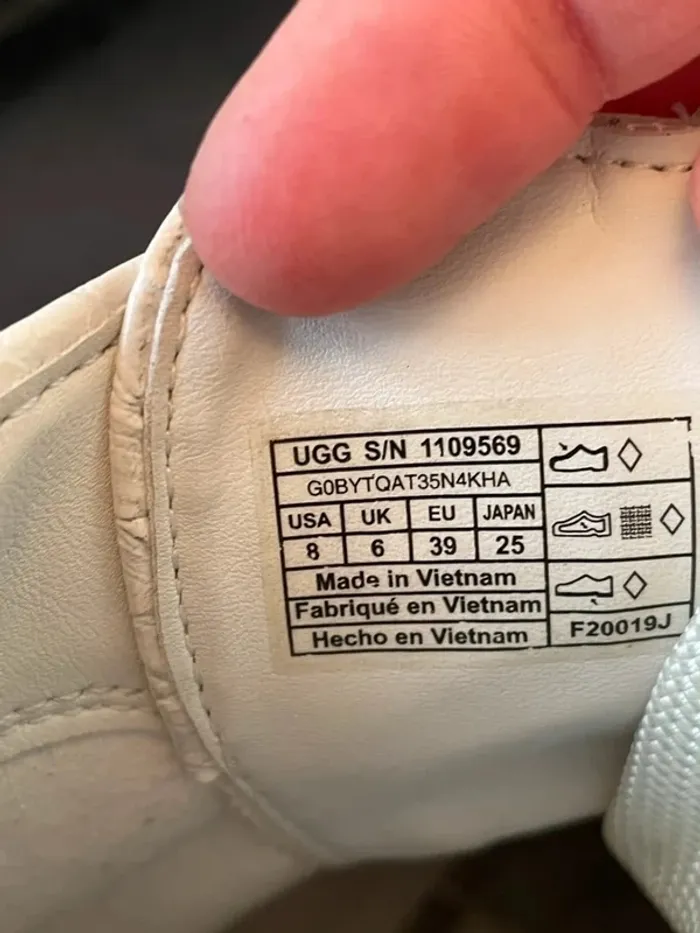 UGG S/N 1109569
G0BYTQAT35N4KHA
USA UK EU JAPAN
8 6 39 25
Made in Vietnam
Fabriqué en Vietnam
Hecho en Vietnam
F20019J